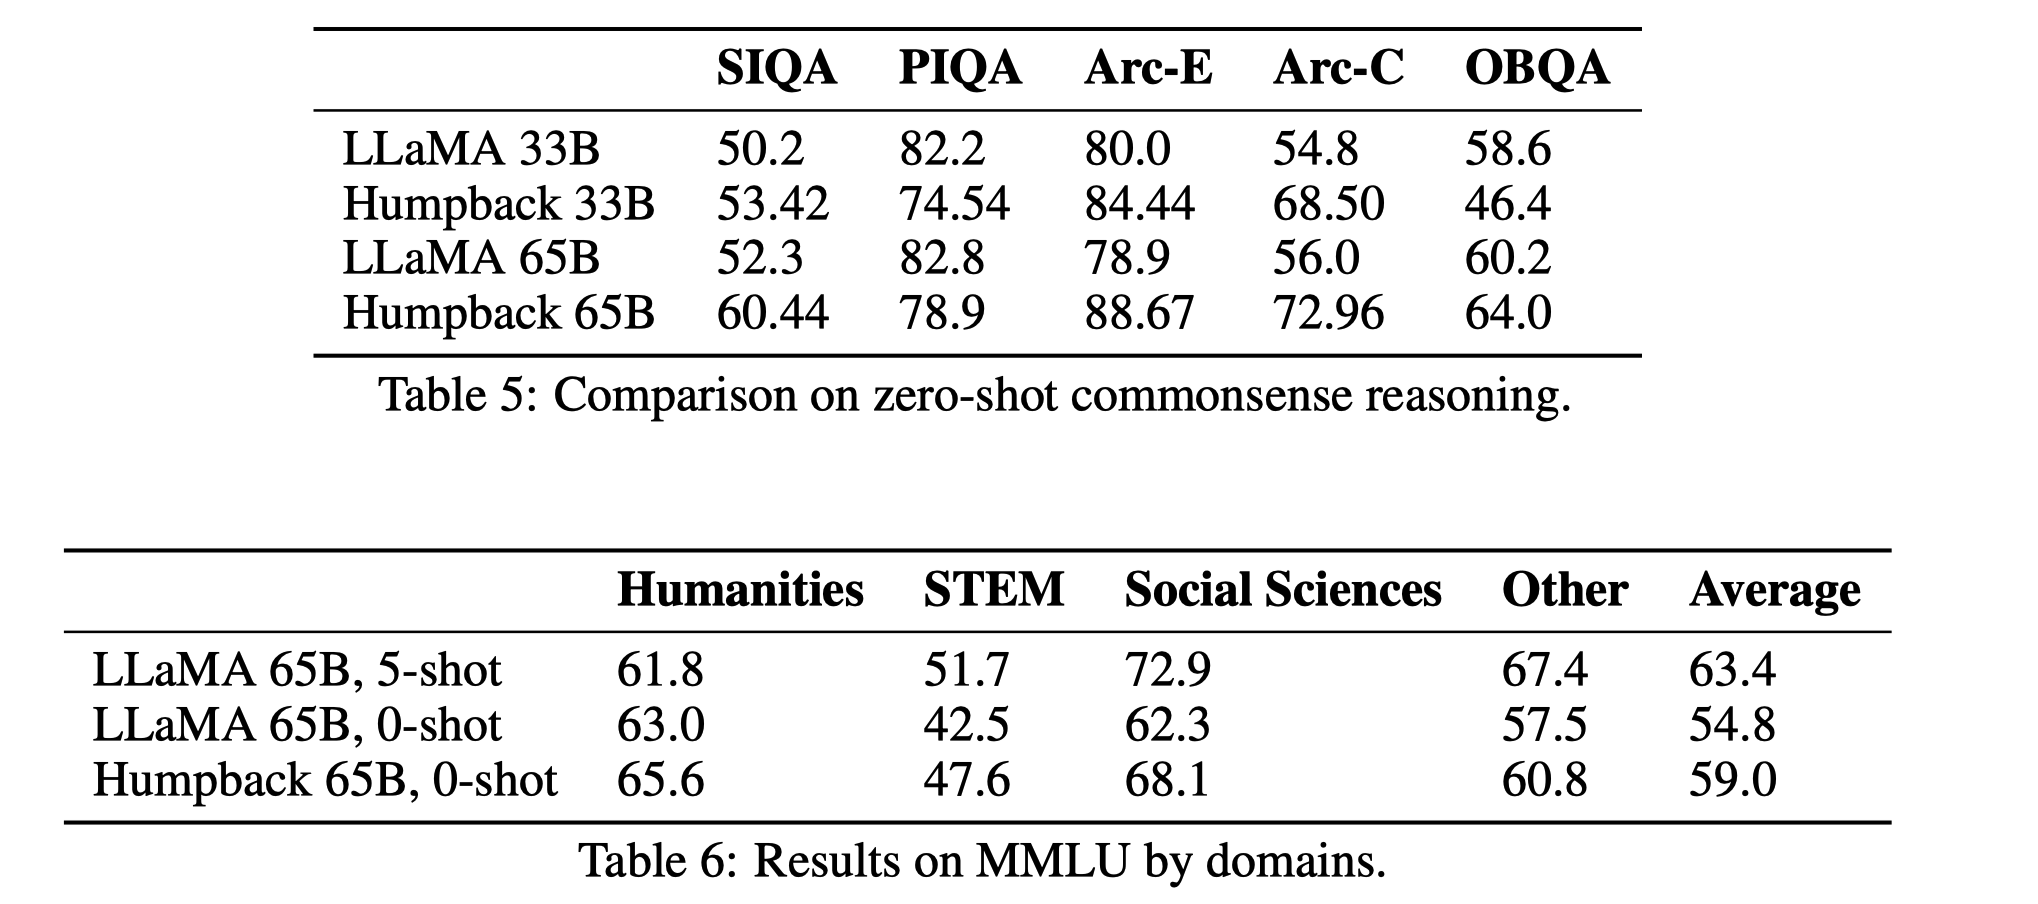 SIQA PIQA Arc-E Arc-C OBQA
LLaMA 33B 50.2 82.2 80.0 54.8 58.6
Humpback 33B 53.42 74.54 84.44 68.50 46.4
LLaMA 65B 52.3 82.8 78.9 56.0 60.2
Humpback 65B 60.44 78.9 88.67 72.96 64.0
Table 5: Comparison on zero-shot commonsense reasoning.
Humanities STEM Social Sciences Other Average
LLaMA 65B, 5-shot 61.8 51.7 72.9 67.4 63.4
LLaMA 65B, 0-shot 63.0 42.5 62.3 57.5 54.8
Humpback 65B, 0-shot 65.6 47.6 68.1 60.8 59.0
Table 6: Results on MMLU by domains.